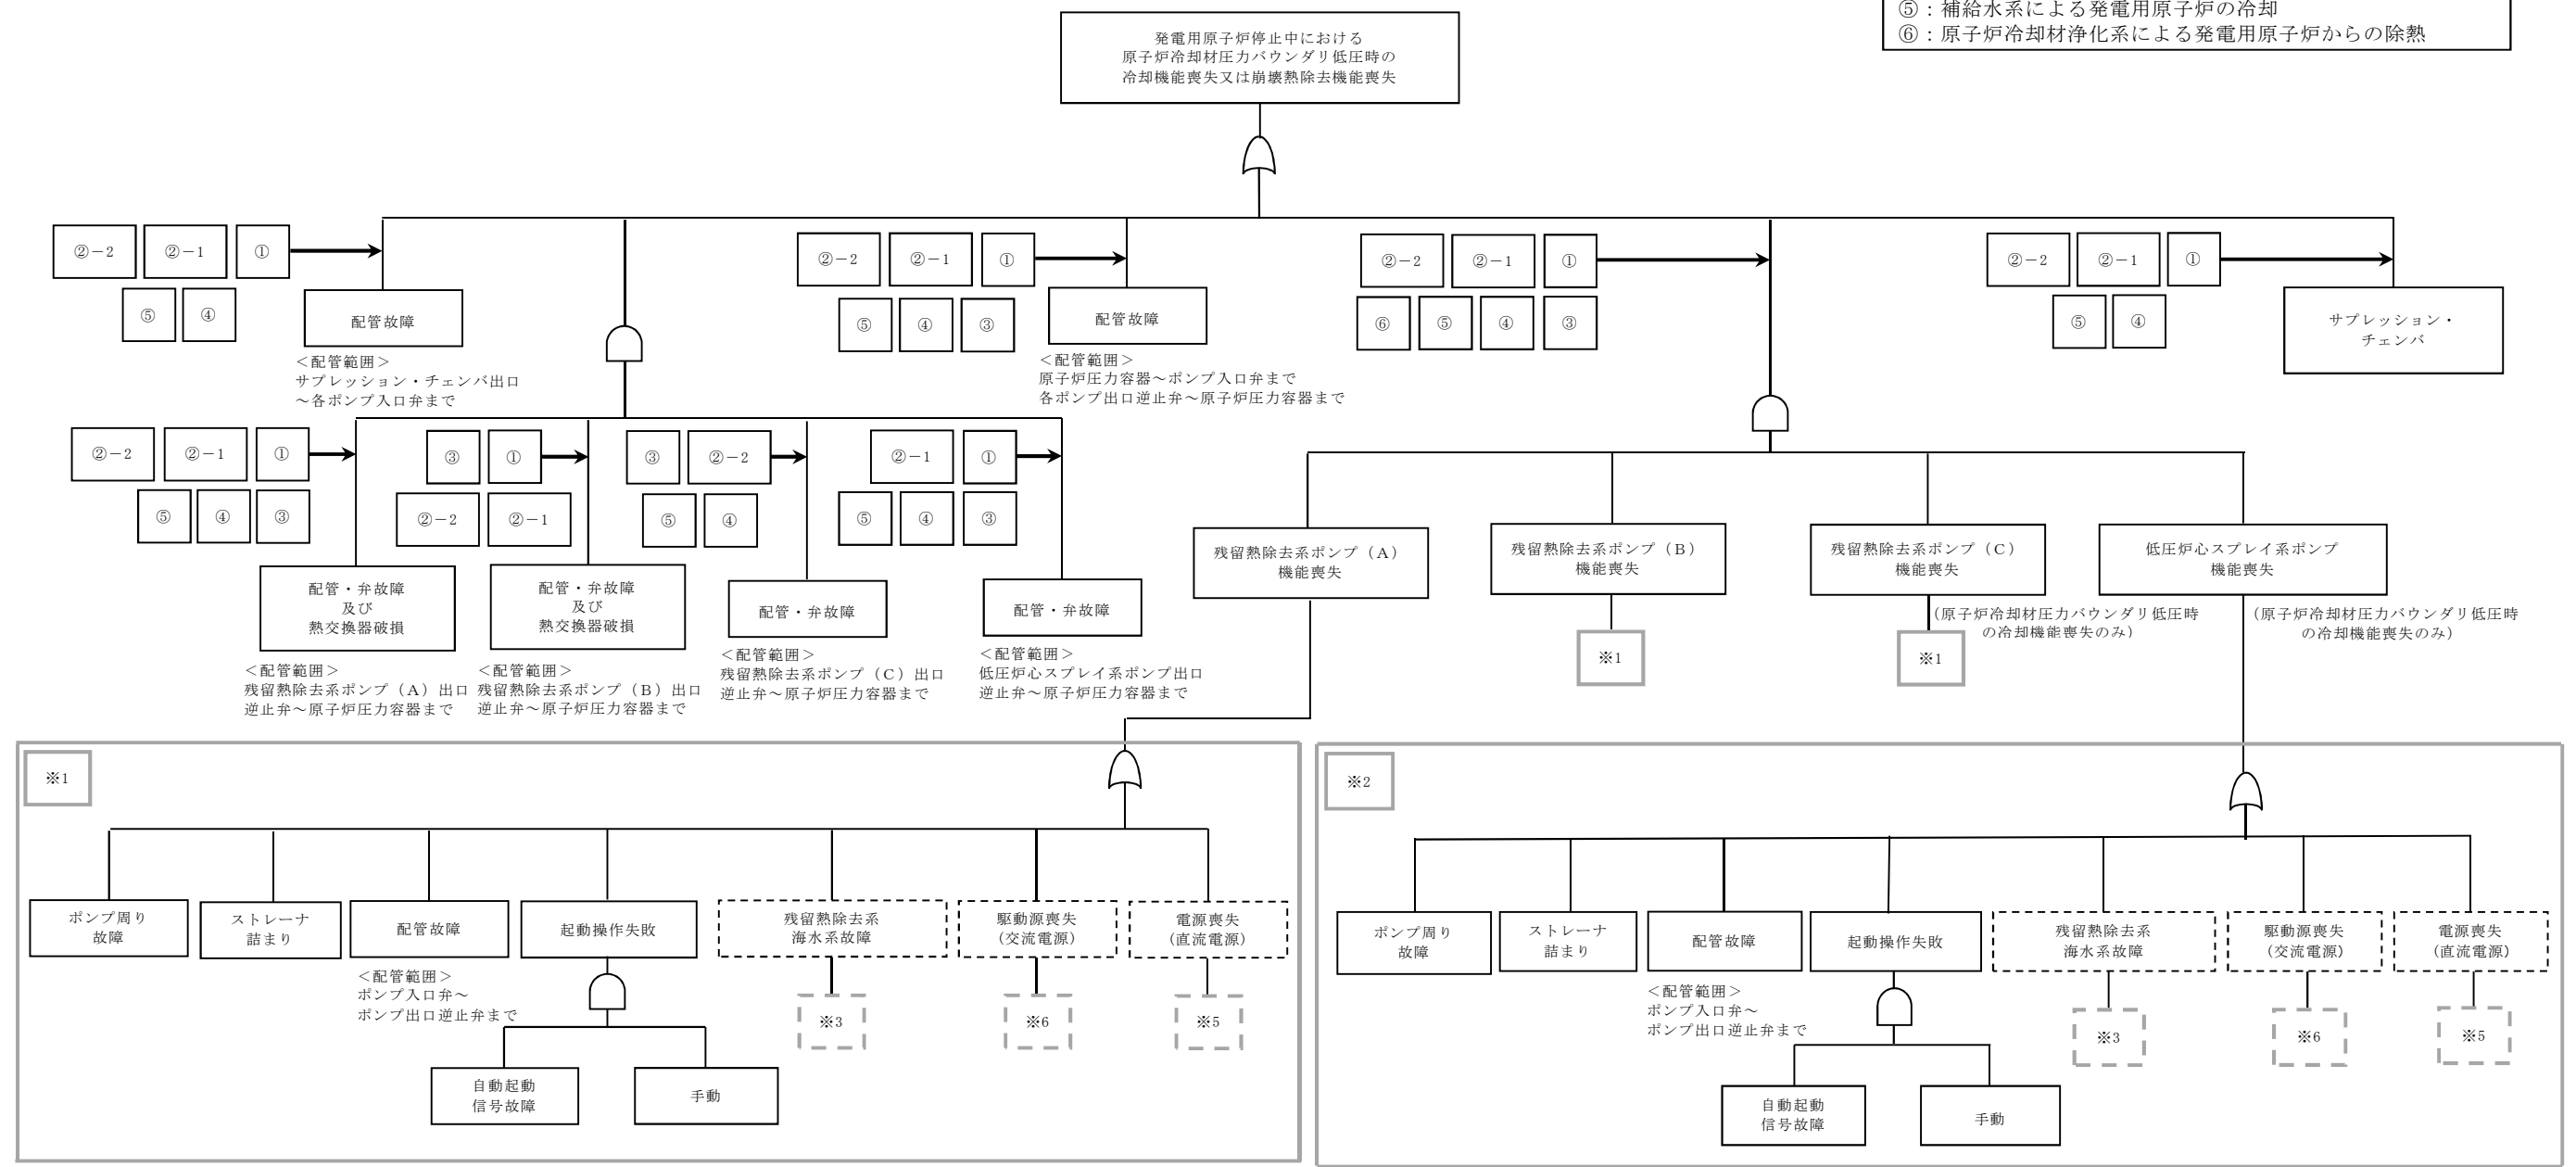 ⑤：補給水系による発電用原子炉の冷却
⑥：原子炉冷却材浄化系による発電用原子炉からの除熱
発電用原子炉停止中における
原子炉冷却材圧力バウンダリ低圧時の
冷却機能喪失又は崩壊熱除去機能喪失
②－2
②－1
①
⑤
④
配管故障
＜配管範囲＞
サプレッション・チェンバ出口
～各ポンプ入口弁まで
②－2
②－1
①
⑤
④
③
配管故障
＜配管範囲＞
原子炉圧力容器～ポンプ入口弁まで
各ポンプ出口逆止弁～原子炉圧力容器まで
②－2
②－1
①
⑥
⑤
④
③
②－2
②－1
①
⑤
④
サプレッション・
チェンバ
②－2
②－1
①
⑤
④
③
配管・弁故障
及び
熱交換器破損
＜配管範囲＞
残留熱除去系ポンプ（A）出口
逆止弁～原子炉圧力容器まで
③
①
②－2
②－1
配管・弁故障
及び
熱交換器破損
＜配管範囲＞
残留熱除去系ポンプ（B）出口
逆止弁～原子炉圧力容器まで
③
②－2
⑤
④
配管・弁故障
＜配管範囲＞
残留熱除去系ポンプ（C）出口
逆止弁～原子炉圧力容器まで
②－1
①
⑤
④
③
配管・弁故障
＜配管範囲＞
低圧炉心スプレイ系ポンプ出口
逆止弁～原子炉圧力容器まで
残留熱除去系ポンプ（A）
機能喪失
残留熱除去系ポンプ（B）
機能喪失
※1
残留熱除去系ポンプ（C）
機能喪失
（原子炉冷却材圧力バウンダリ低圧時
の冷却機能喪失のみ）
※1
低圧炉心スプレイ系ポンプ
機能喪失
（原子炉冷却材圧力バウンダリ低圧時
の冷却機能喪失のみ）
※1
ポンプ周り
故障
ストレーナ
詰まり
配管故障
＜配管範囲＞
ポンプ入口弁～
ポンプ出口逆止弁まで
起動操作失敗
自動起動
信号故障
手動
残留熱除去系
海水系故障
※3
駆動源喪失
（交流電源）
※6
電源喪失
（直流電源）
※5
※2
ポンプ周り
故障
ストレーナ
詰まり
配管故障
＜配管範囲＞
ポンプ入口弁～
ポンプ出口逆止弁まで
起動操作失敗
自動起動
信号故障
手動
残留熱除去系
海水系故障
※3
駆動源喪失
（交流電源）
※6
電源喪失
（直流電源）
※5